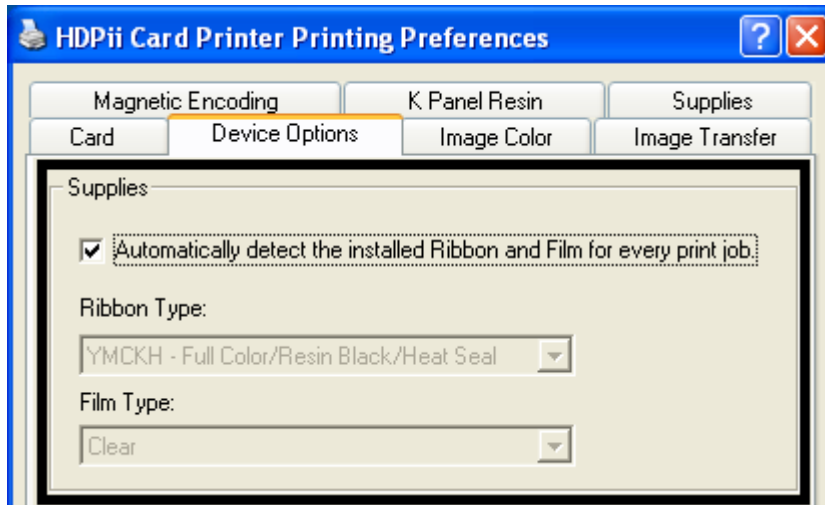 HDPii Card Printer Printing Preferences
Magnetic Encoding K Panel Resin Supplies
Card Device Options Image Color Image Transfer
Supplies
Automatically detect the installed Ribbon and Film for every print job.
Ribbon Type:
YMCKH - Full Color/Resin Black/Heat Seal
Film Type:
Clear